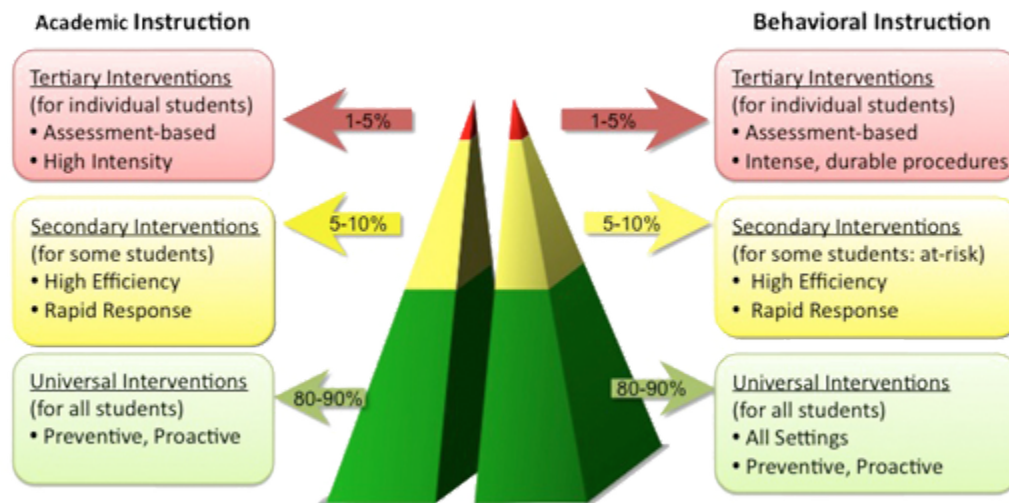 Academic Instruction
Tertiary Interventions
(for individual students)
• Assessment-based
• High Intensity
1-5%
Secondary Interventions
(for some students)
• High Efficiency
• Rapid Response
5-10%
Universal Interventions
(for all students)
• Preventive, Proactive
80-90%
Behavioral Instruction
1-5%
Tertiary Interventions
(for individual students)
• Assessment-based
• Intense, durable procedures
5-10%
Secondary Interventions
(for some students: at-risk)
• High Efficiency
• Rapid Response
80-90%
Universal Interventions
(for all students)
• All Settings
• Preventive, Proactive